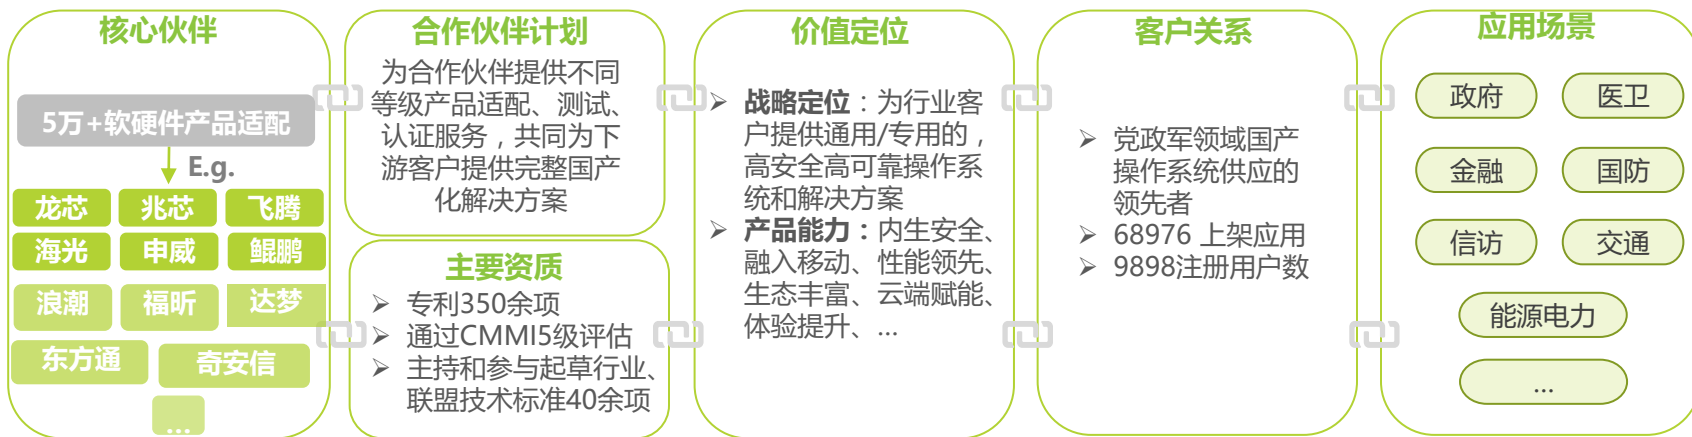 核心伙伴
5万+软硬件产品适配
E.g.
龙芯
兆芯
飞腾
海光
申威
鲲鹏
浪潮
福昕
达梦
东方通
奇安信
...
合作伙伴计划
为合作伙伴提供不同
等级产品适配、测试、
认证服务，共同为下
游客户提供完整国产
化解决方案
主要资质
➢ 专利350余项
➢ 通过CMMI5级评估
➢ 主持和参与起草行业、
联盟技术标准40余项
价值定位
➢ 战略定位：为行业客
户提供通用/专用的，
高安全高可靠操作系
统和解决方案
➢ 产品能力：内生安全、
融入移动、性能领先、
生态丰富、云端赋能、
体验提升、...
客户关系
➢ 党政军领域国产
操作系统供应的
领先者
➢ 68976 上架应用
➢ 9898注册用户数
应用场景
政府
医卫
金融
国防
信访
交通
能源电力
...